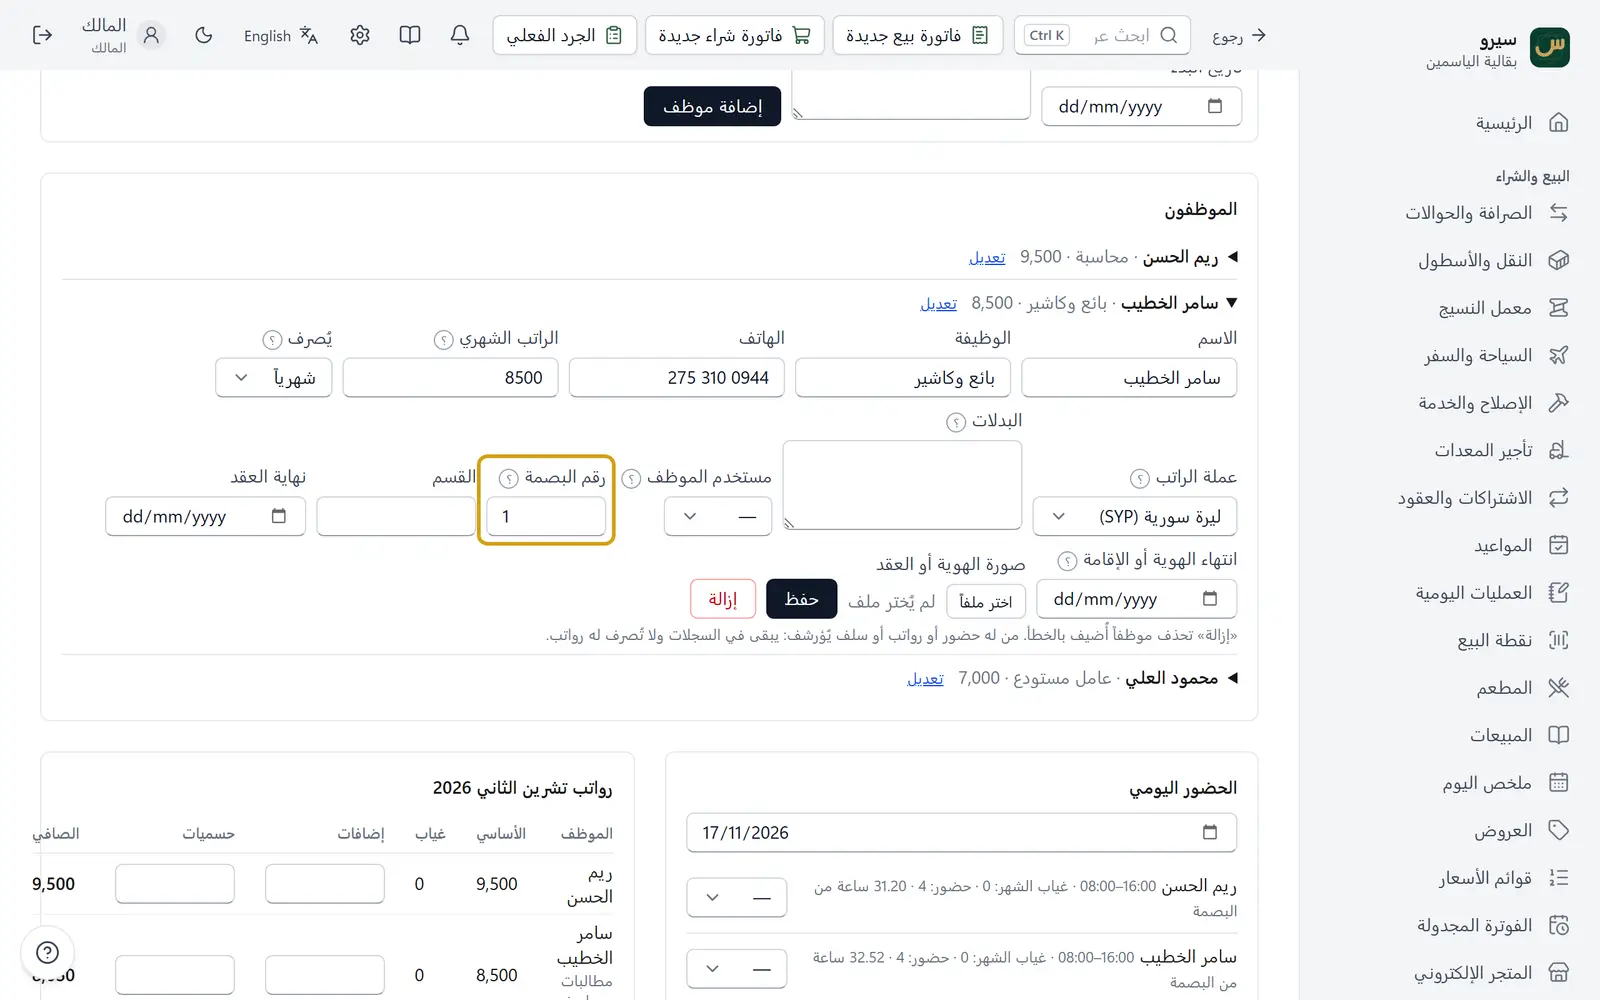 سيرو
بقالية الياسمين
رجوع
ابحث عن
Ctrl K
فاتورة بيع جديدة
فاتورة شراء جديدة
الجرد الفعلي
English
المالك
المالك
الرئيسية
البيع والشراء
الصرافة والحوالات
النقل والأسطول
معمل النسيج
السياحة والسفر
الإصلاح والخدمة
تأجير المعدات
الاشتراكات والعقود
المواعيد
العمليات اليومية
نقطة البيع
المطعم
المبيعات
ملخص اليوم
العروض
قوائم الأسعار
الفوترة المجدولة
المتجر الإلكتروني
تاريخ البدء
dd/mm/yyyy
إضافة موظف
الموظفون
ريم الحسن · محاسبة · 9,500 تعديل
سامر الخطيب · بائع وكاشير · 8,500 تعديل
الاسم الوظيفة الهاتف الراتب الشهري ؟ يُصرف ؟
سامر الخطيب بائع وكاشير 0944 310 275 8500 شهرياً
البدلات ؟
عملة الراتب ؟ مستخدم الموظف ؟ رقم البصمة ؟ القسم نهاية العقد
ليرة سورية (SYP) — 1 dd/mm/yyyy
انتهاء الهوية أو الإقامة ؟ صورة الهوية أو العقد
dd/mm/yyyy اختر ملفاً لم يُختر ملف حفظ إزالة
«إزالة» تحذف موظفاً أُضيف بالخطأ. من له حضور أو رواتب أو سلف يُؤرشف: يبقى في السجلات ولا تُصرف له رواتب.
محمود العلي · عامل مستودع · 7,000 تعديل
الحضور اليومي
17/11/2026
ريم الحسن 08:00–16:00 · غياب الشهر: 0 · حضور: 4 · 31.20 ساعة من
البصمة
—
سامر الخطيب 08:00–16:00 · غياب الشهر: 0 · حضور: 4 · 32.52 ساعة
من البصمة
—
رواتب تشرين الثاني 2026
الموظف الأساسي غياب إضافات حسميات الصافي
ريم
الحسن
9,500 0 9,500
سامر
الخطيب
مطالبات
8,500 0